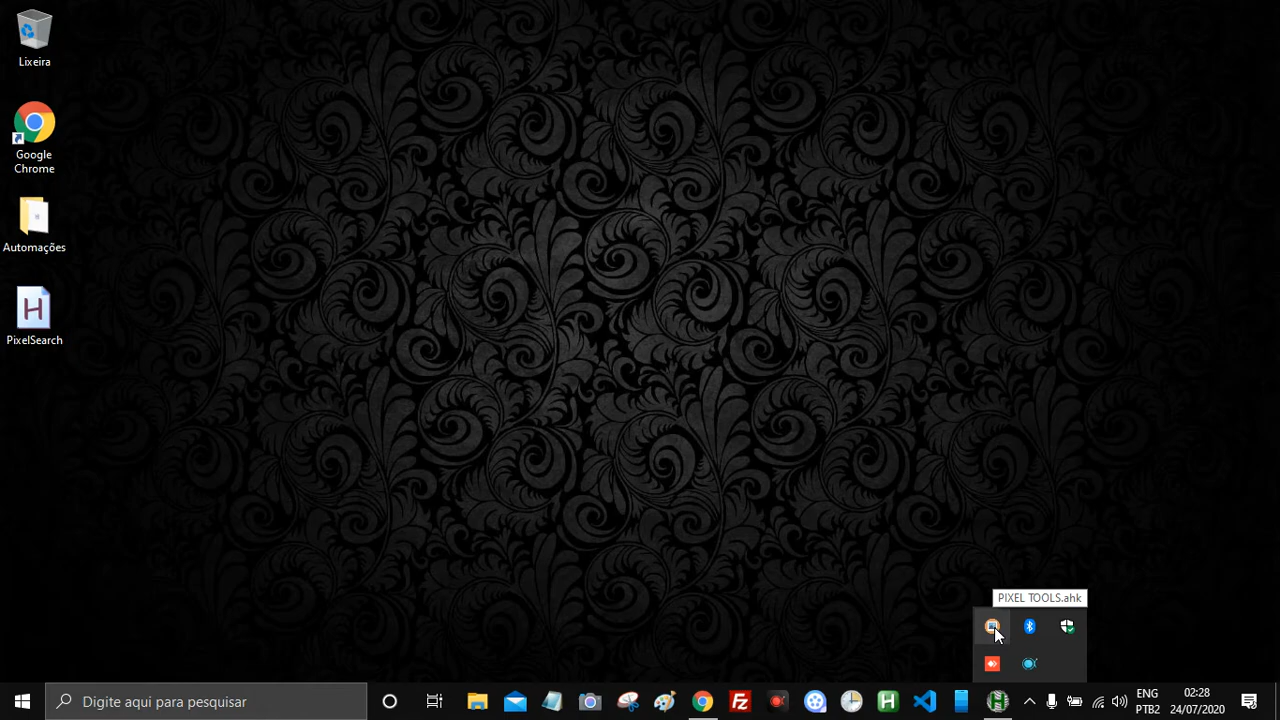 Lixeira
Google
Chrome
Automações
H
PixelSearch
PIXEL TOOLS.ahk
Digite aqui para pesquisar
Fz
H
ENG
PTB2
02:28
24/07/2020